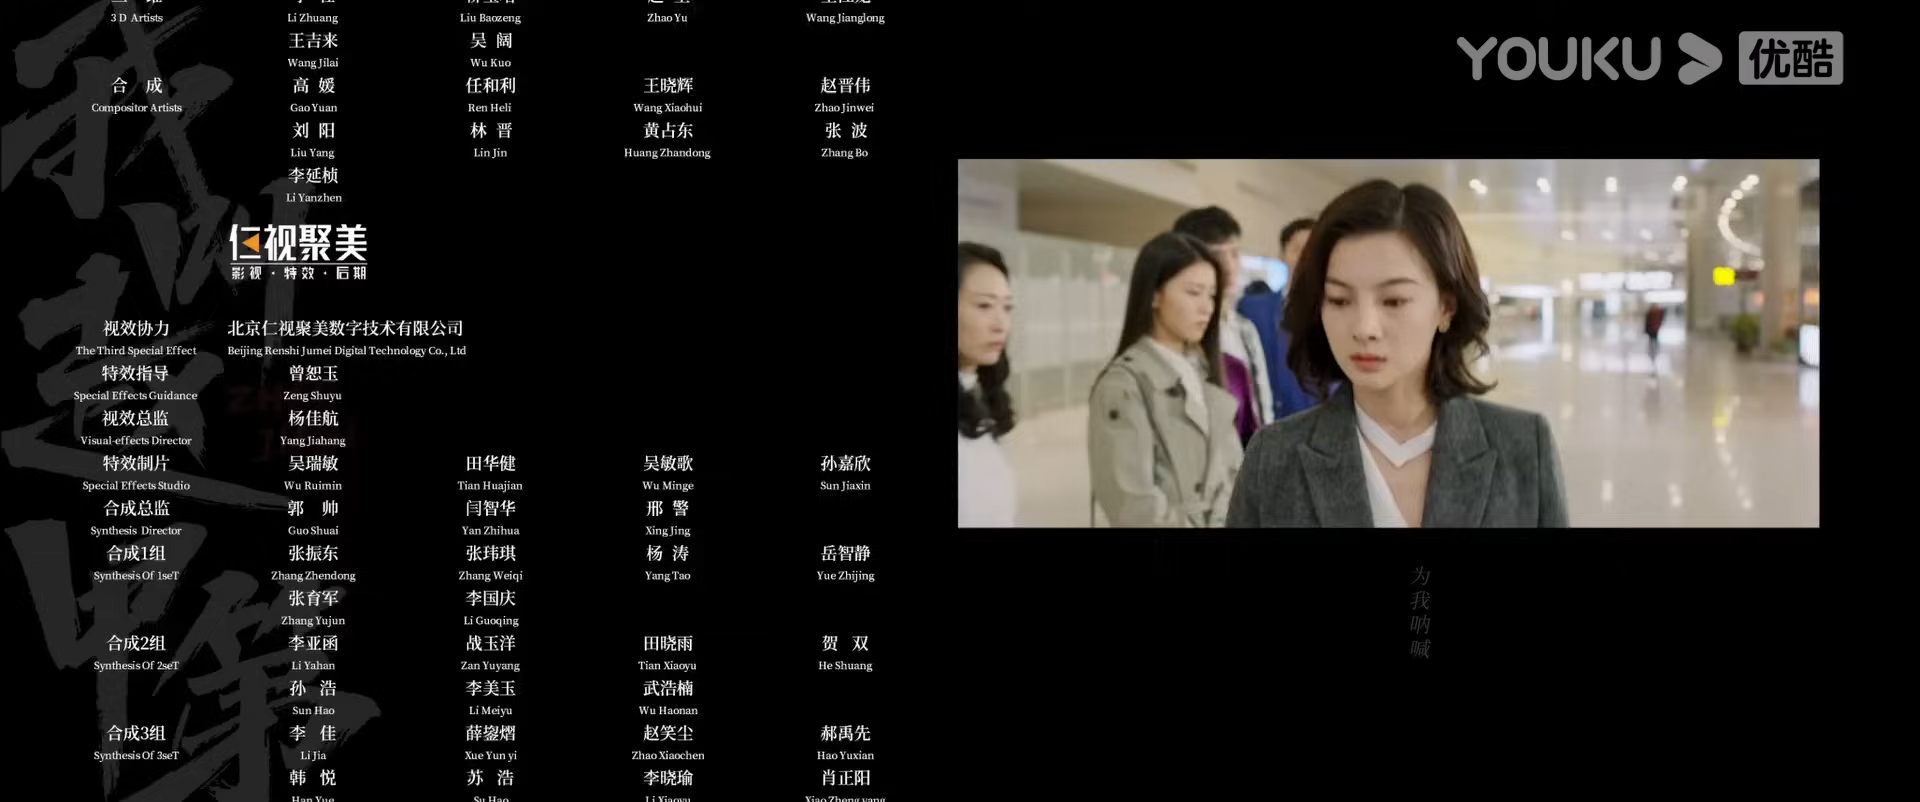 3D Artists Li Zhuang Liu Baozeng Zhao Yu Wang Jianglong
王吉来 吴阔
Wang Jilai Wu Kuo
合成 高媛 任和利 王晓辉 赵晋伟
Compositor Artists Gao Yuan Ren Heli Wang Xiaohui Zhao Jinwei
刘阳 林晋 黄占东 张波
Liu Yang Lin Jin Huang Zhandong Zhang Bo
李延桢
Li Yanzhen
仁视聚美
影视·特效·后期
视效协力 北京仁视聚美数字技术有限公司
The Third Special Effect Beijing Renshi Jumei Digital Technology Co., Ltd
特效指导 曾恕玉
Special Effects Guidance Zeng Shuyu
视效总监 杨佳航
Visual-effects Director Yang Jiahang
特效制片 吴瑞敏 田华健 吴敏歌 孙嘉欣
Special Effects Studio Wu Ruimin Tian Huajian Wu Minge Sun Jiaxin
合成总监 郭帅 闫智华 邢警
Synthesis Director Guo Shuai Yan Zhihua Xing Jing
合成1组 张振东 张玮琪 杨涛 岳智静
Synthesis Of 1seT Zhang Zhendong Zhang Weiqi Yang Tao Yue Zhijing
张育军 李国庆
Zhang Yujun Li Guoqing
合成2组 李亚函 战玉洋 田晓雨 贺双
Synthesis Of 2seT Li Yahan Zan Yuyang Tian Xiaoyu He Shuang
孙浩 李美玉 武浩楠
Sun Hao Li Meiyu Wu Haonan
合成3组 李佳 薛鋆熠 赵笑尘 郝禹先
Synthesis Of 3seT Li Jia Xue Yun yi Zhao Xiaochen Hao Yuxian
韩悦 苏浩 李晓瑜 肖正阳
Han Yue Su Hao Li Xiaoyu Xiao Zheng yang
YOUKU 优酷
为我呐喊